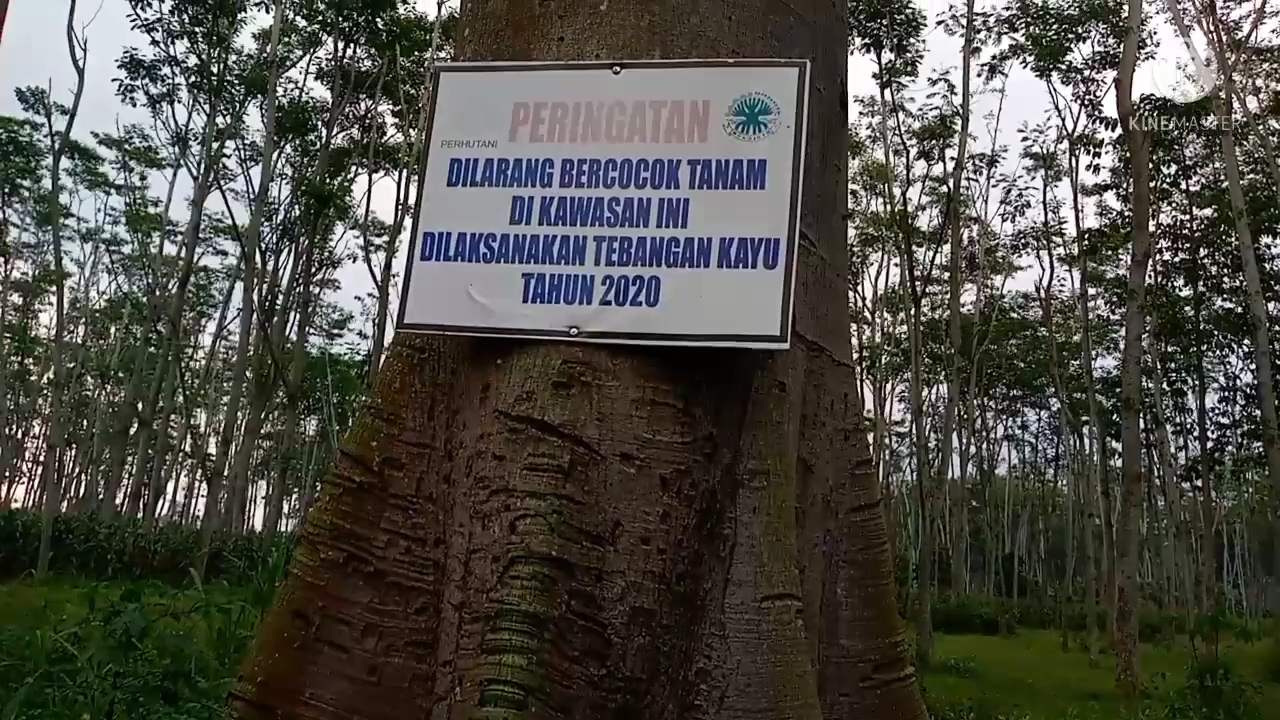 PERINGATAN
PERHUTANI
DILARANG BERCOCOK TANAM
DI KAWASAN INI
DILAKSANAKAN TEBANGAN KAYU
TAHUN 2020
KINEMASTER